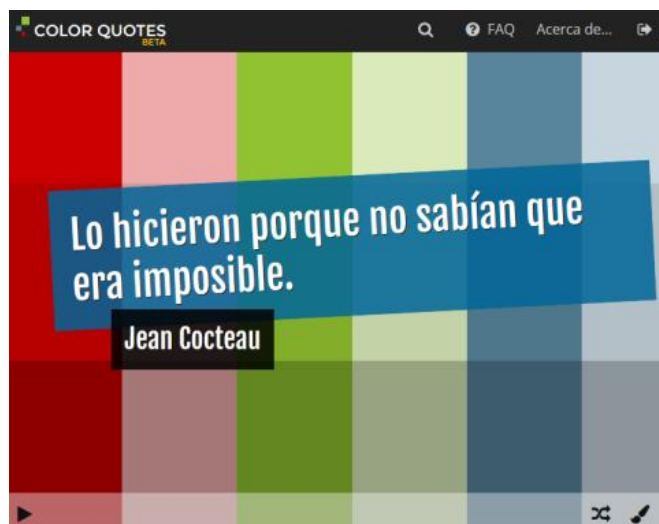 COLOR QUOTES
BETA
FAQ
Acerca de...
Lo hicieron porque no sabían que
era imposible.
Jean Cocteau